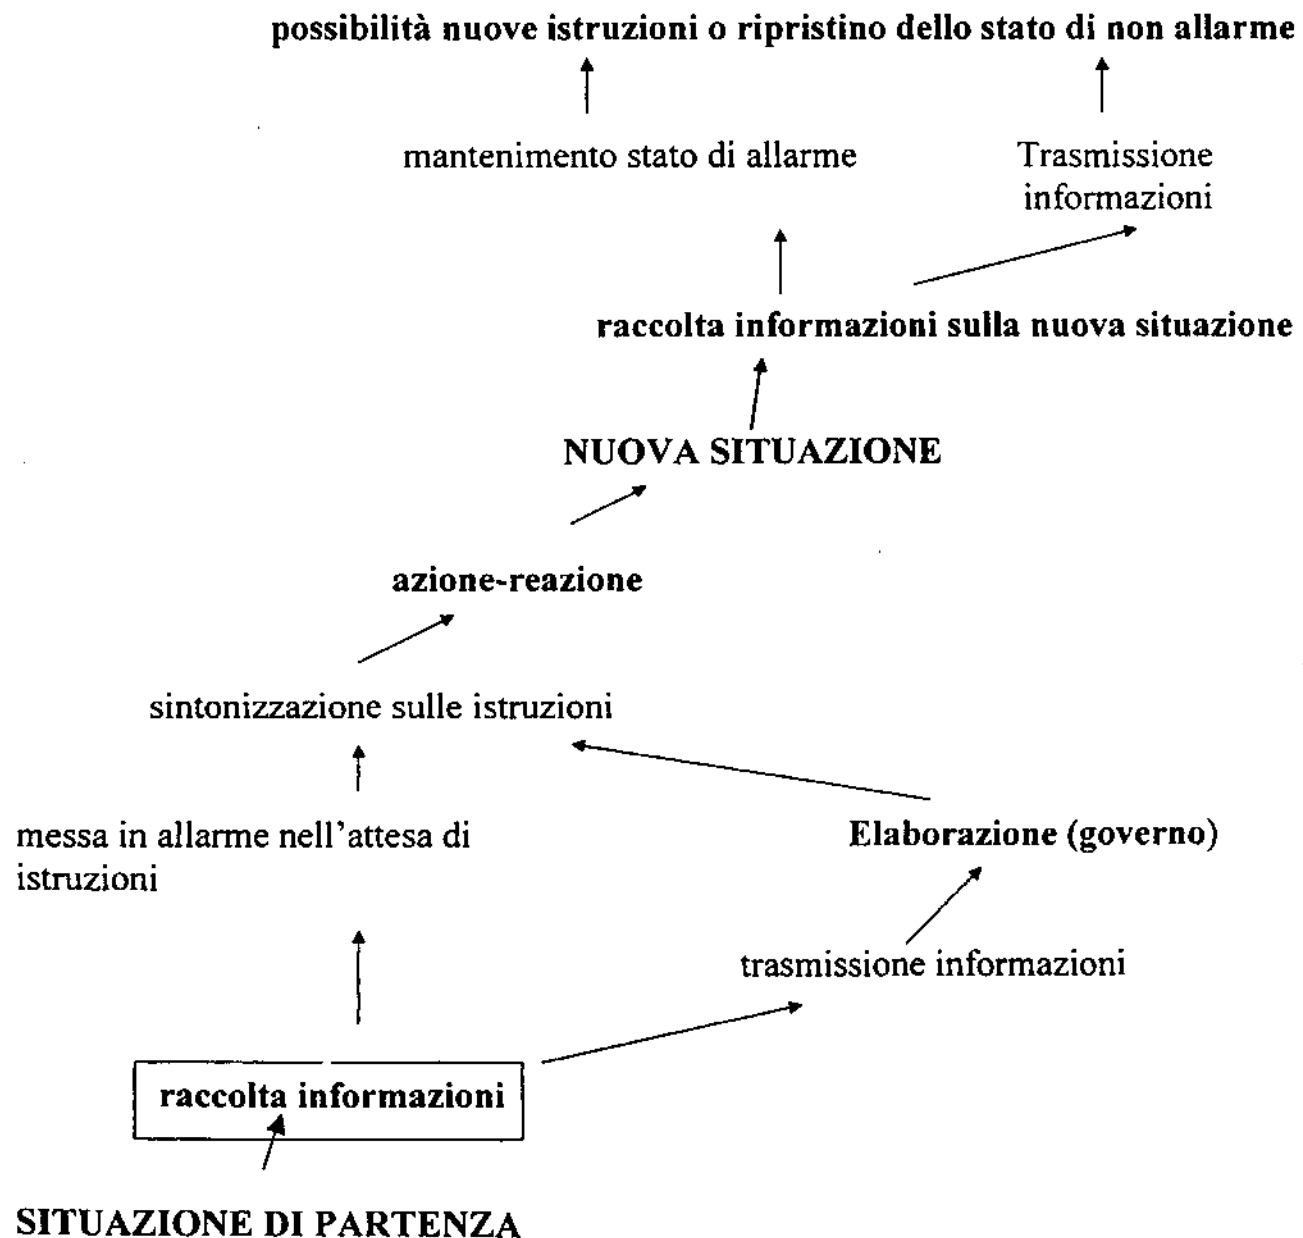 possibilità nuove istruzioni o ripristino dello stato di non allarme
mantenimento stato di allarme
Trasmissione
informazioni
raccolta informazioni sulla nuova situazione
NUOVA SITUAZIONE
azione-reazione
sintonizzazione sulle istruzioni
messa in allarme nell'attesa di
istruzioni
Elaborazione (governo)
trasmissione informazioni
raccolta informazioni
SITUAZIONE DI PARTENZA